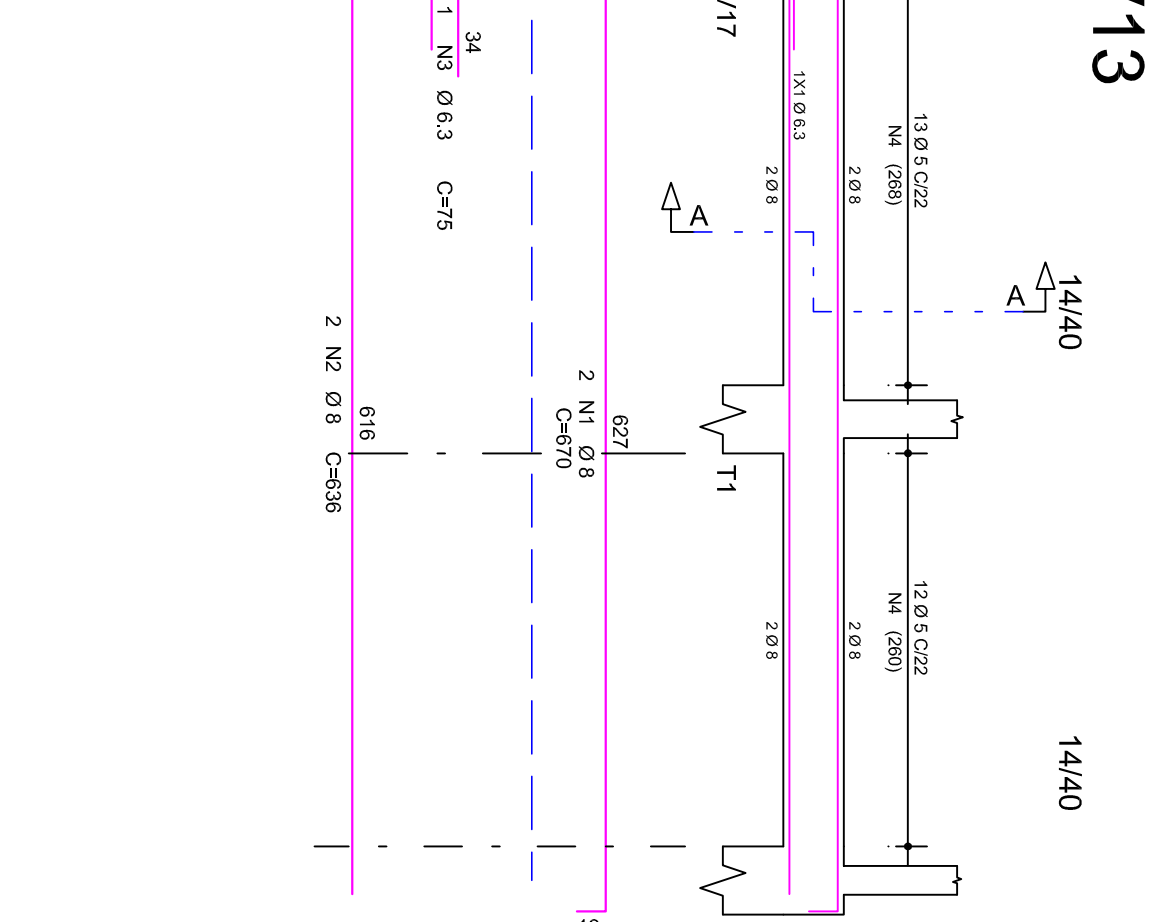 /13
14/40
14/40
13 Ø 5 C/22
N4 (268)
12 Ø 5 C/22
N4 (260)
A
2 Ø 8
2 Ø 8
1X1 Ø 6.3
2 Ø 8
2 Ø 8
/17
A
T1
627
2 N1 Ø 8
C=670
34
1 N3 Ø 6.3 C=75
616
2 N2 Ø 8 C=636